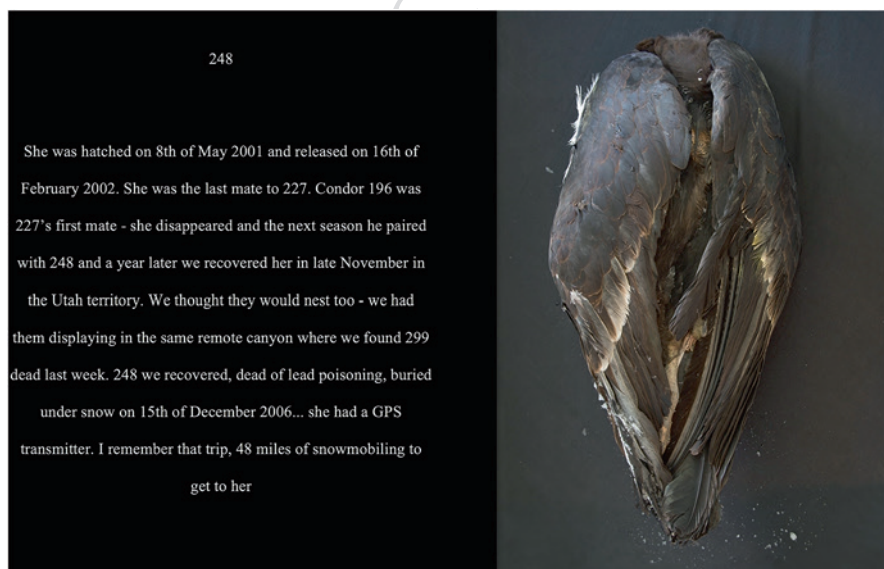 248
She was hatched on 8th of May 2001 and released on 16th of
February 2002. She was the last mate to 227. Condor 196 was
227's first mate - she disappeared and the next season he paired
with 248 and a year later we recovered her in late November in
the Utah territory. We thought they would nest too - we had
them displaying in the same remote canyon where we found 299
dead last week. 248 we recovered, dead of lead poisoning, buried
under snow on 15th of December 2006... she had a GPS
transmitter. I remember that trip, 48 miles of snowmobiling to
get to her